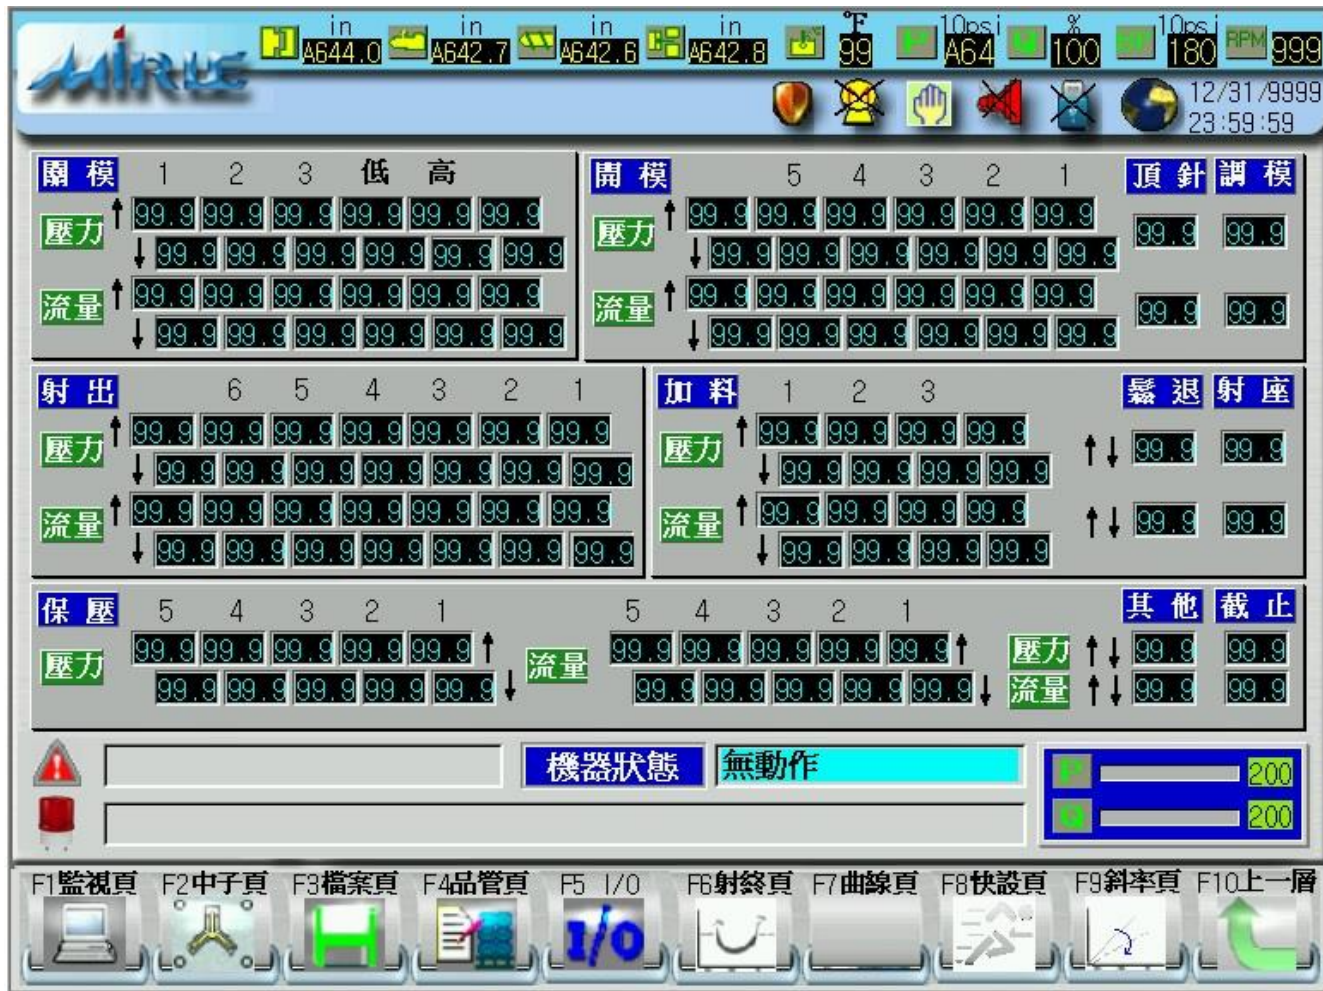 MIRLE
in in in in °F 10psi % 10psi
A644.0 A642.7 A642.6 A642.8 99 P A64 Q 100 180 RPM 999
12/31/9999
23:59:59
關 模 1 2 3 低 高
壓力 ↑ 99.9 99.9 99.9 99.9 99.9 99.9
↓ 99.9 99.9 99.9 99.9 99.9 99.9
流量 ↑ 99.9 99.9 99.9 99.9 99.9 99.9
↓ 99.9 99.9 99.9 99.9 99.9 99.9
開 模 5 4 3 2 1 頂 針 調 模
壓力 ↑ 99.9 99.9 99.9 99.9 99.9 99.9 99.9 99.9
↓ 99.9 99.9 99.9 99.9 99.9 99.9
流量 ↑ 99.9 99.9 99.9 99.9 99.9 99.9 99.9 99.9
↓ 99.9 99.9 99.9 99.9 99.9 99.9
射 出 6 5 4 3 2 1
壓力 ↑ 99.9 99.9 99.9 99.9 99.9 99.9 99.9
↓ 99.9 99.9 99.9 99.9 99.9 99.9 99.9
流量 ↑ 99.9 99.9 99.9 99.9 99.9 99.9 99.9
↓ 99.9 99.9 99.9 99.9 99.9 99.9 99.9
加 料 1 2 3 鬆 退 射 座
壓力 ↑ 99.9 99.9 99.9 99.9 ↑↓ 99.9 99.9
↓ 99.9 99.9 99.9 99.9
流量 ↑ 99.9 99.9 99.9 99.9 ↑↓ 99.9 99.9
↓ 99.9 99.9 99.9 99.9
保 壓 5 4 3 2 1 5 4 3 2 1 其 他 截 止
壓力 99.9 99.9 99.9 99.9 99.9 ↑ 流量 99.9 99.9 99.9 99.9 99.9 ↑ 壓力 ↑↓ 99.9 99.9
99.9 99.9 99.9 99.9 99.9 ↓ 99.9 99.9 99.9 99.9 99.9 ↓ 流量 ↑↓ 99.9 99.9
機器狀態 無動作
P 200
Q 200
F1監視頁 F2中子頁 F3檔案頁 F4品管頁 F5 I/O F6射終頁 F7曲線頁 F8快設頁 F9斜率頁 F10上一層
I/O